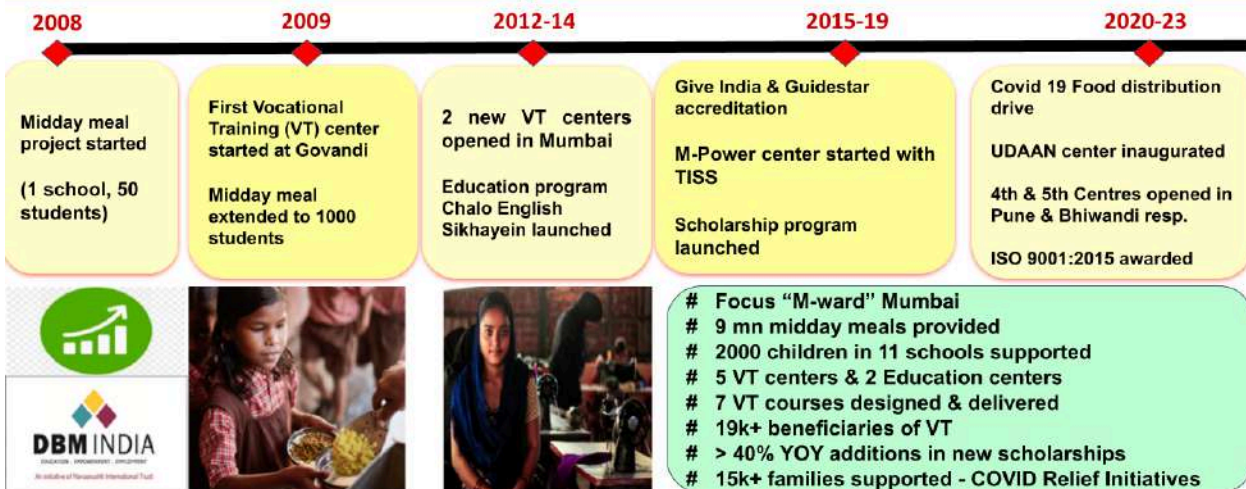 2008
2009
2012-14
2015-19
2020-23
Midday meal
project started
(1 school, 50
students)
First Vocational
Training (VT) center
started at Govandi
Midday meal
extended to 1000
students
2 new VT centers
opened in Mumbai
Education program
Chalo English
Sikhayein launched
Give India & Guidestar
accreditation
M-Power center started with
TISS
Scholarship program
launched
Covid 19 Food distribution
drive
UDAAN center inaugurated
4th & 5th Centres opened in
Pune & Bhiwandi resp.
ISO 9001:2015 awarded
DBM INDIA
EDUCATION - EMPOWERMENT - EMPLOYMENT
# Focus “M-ward” Mumbai
# 9 mn midday meals provided
# 2000 children in 11 schools supported
# 5 VT centers & 2 Education centers
# 7 VT courses designed & delivered
# 19k+ beneficiaries of VT
# > 40% YOY additions in new scholarships
# 15k+ families supported - COVID Relief Initiatives